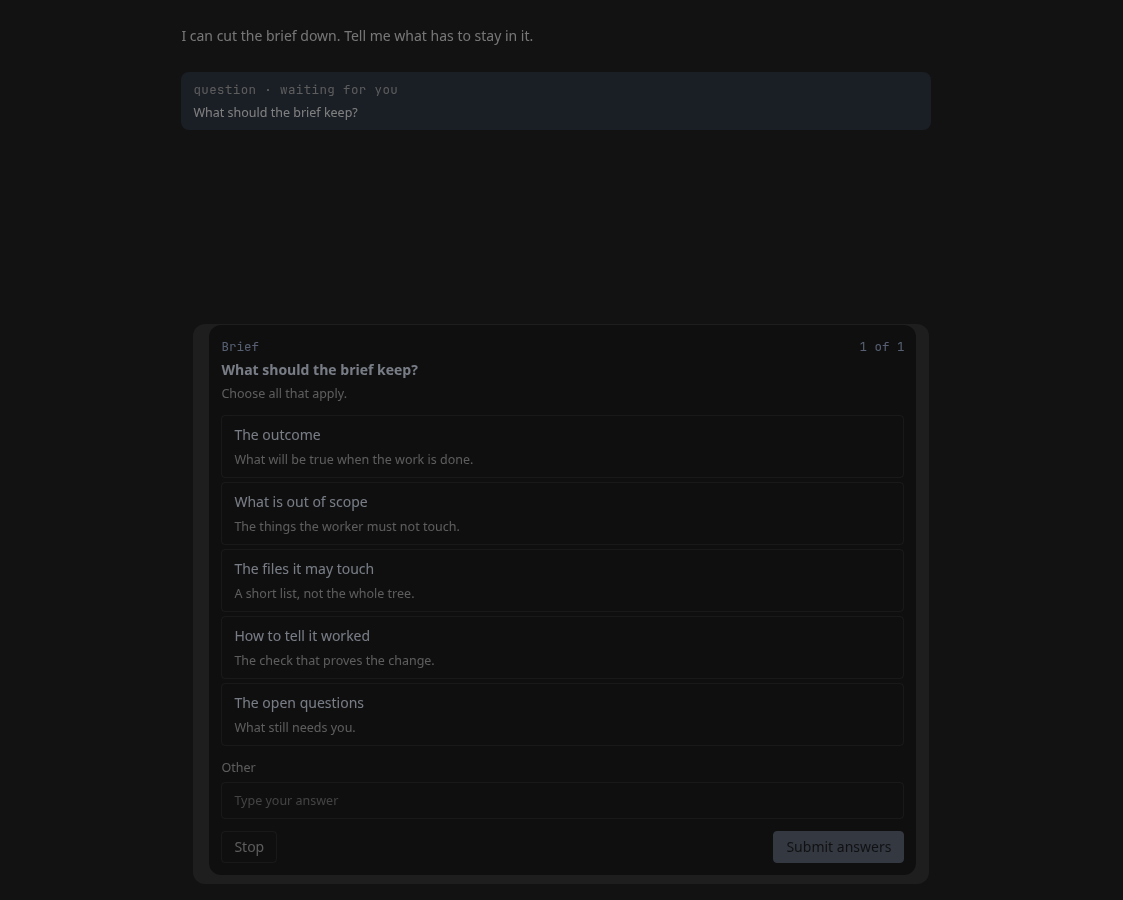 I can cut the brief down. Tell me what has to stay in it.
question · waiting for you
What should the brief keep?
Brief
1 of 1
What should the brief keep?
Choose all that apply.
The outcome
What will be true when the work is done.
What is out of scope
The things the worker must not touch.
The files it may touch
A short list, not the whole tree.
How to tell it worked
The check that proves the change.
The open questions
What still needs you.
Other
Type your answer
Stop
Submit answers